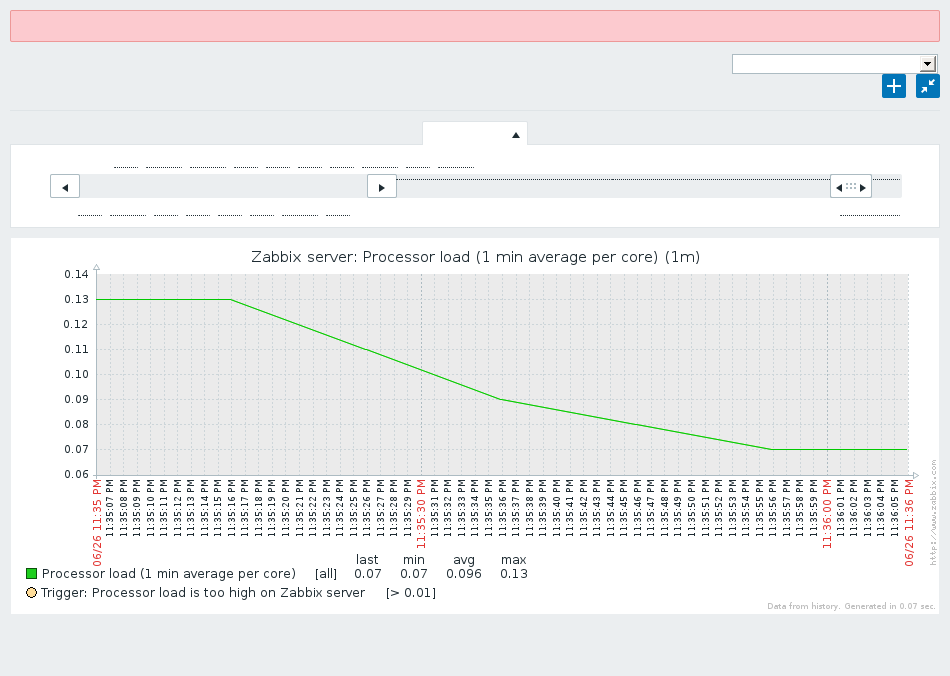 Zabbix server: Processor load (1 min average per core) (1m)
0.14
0.13
0.12
0.11
0.10
0.09
0.08
0.07
0.06
06/26 11:35 PM
11:35:07 PM
11:35:08 PM
11:35:09 PM
11:35:10 PM
11:35:11 PM
11:35:12 PM
11:35:13 PM
11:35:14 PM
11:35:15 PM
11:35:16 PM
11:35:17 PM
11:35:18 PM
11:35:19 PM
11:35:20 PM
11:35:21 PM
11:35:22 PM
11:35:23 PM
11:35:24 PM
11:35:25 PM
11:35:26 PM
11:35:27 PM
11:35:28 PM
11:35:29 PM
11:35:30 PM
11:35:31 PM
11:35:32 PM
11:35:33 PM
11:35:34 PM
11:35:35 PM
11:35:36 PM
11:35:37 PM
11:35:38 PM
11:35:39 PM
11:35:40 PM
11:35:41 PM
11:35:42 PM
11:35:43 PM
11:35:44 PM
11:35:45 PM
11:35:46 PM
11:35:47 PM
11:35:48 PM
11:35:49 PM
11:35:50 PM
11:35:51 PM
11:35:52 PM
11:35:53 PM
11:35:54 PM
11:35:55 PM
11:35:56 PM
11:35:57 PM
11:35:58 PM
11:35:59 PM
11:36:00 PM
11:36:01 PM
11:36:02 PM
11:36:03 PM
11:36:04 PM
11:36:05 PM
06/26 11:36 PM
http://www.zabbix.com
last min avg max
Processor load (1 min average per core) [all] 0.07 0.07 0.096 0.13
Trigger: Processor load is too high on Zabbix server [> 0.01]
Data from history. Generated in 0.07 sec.